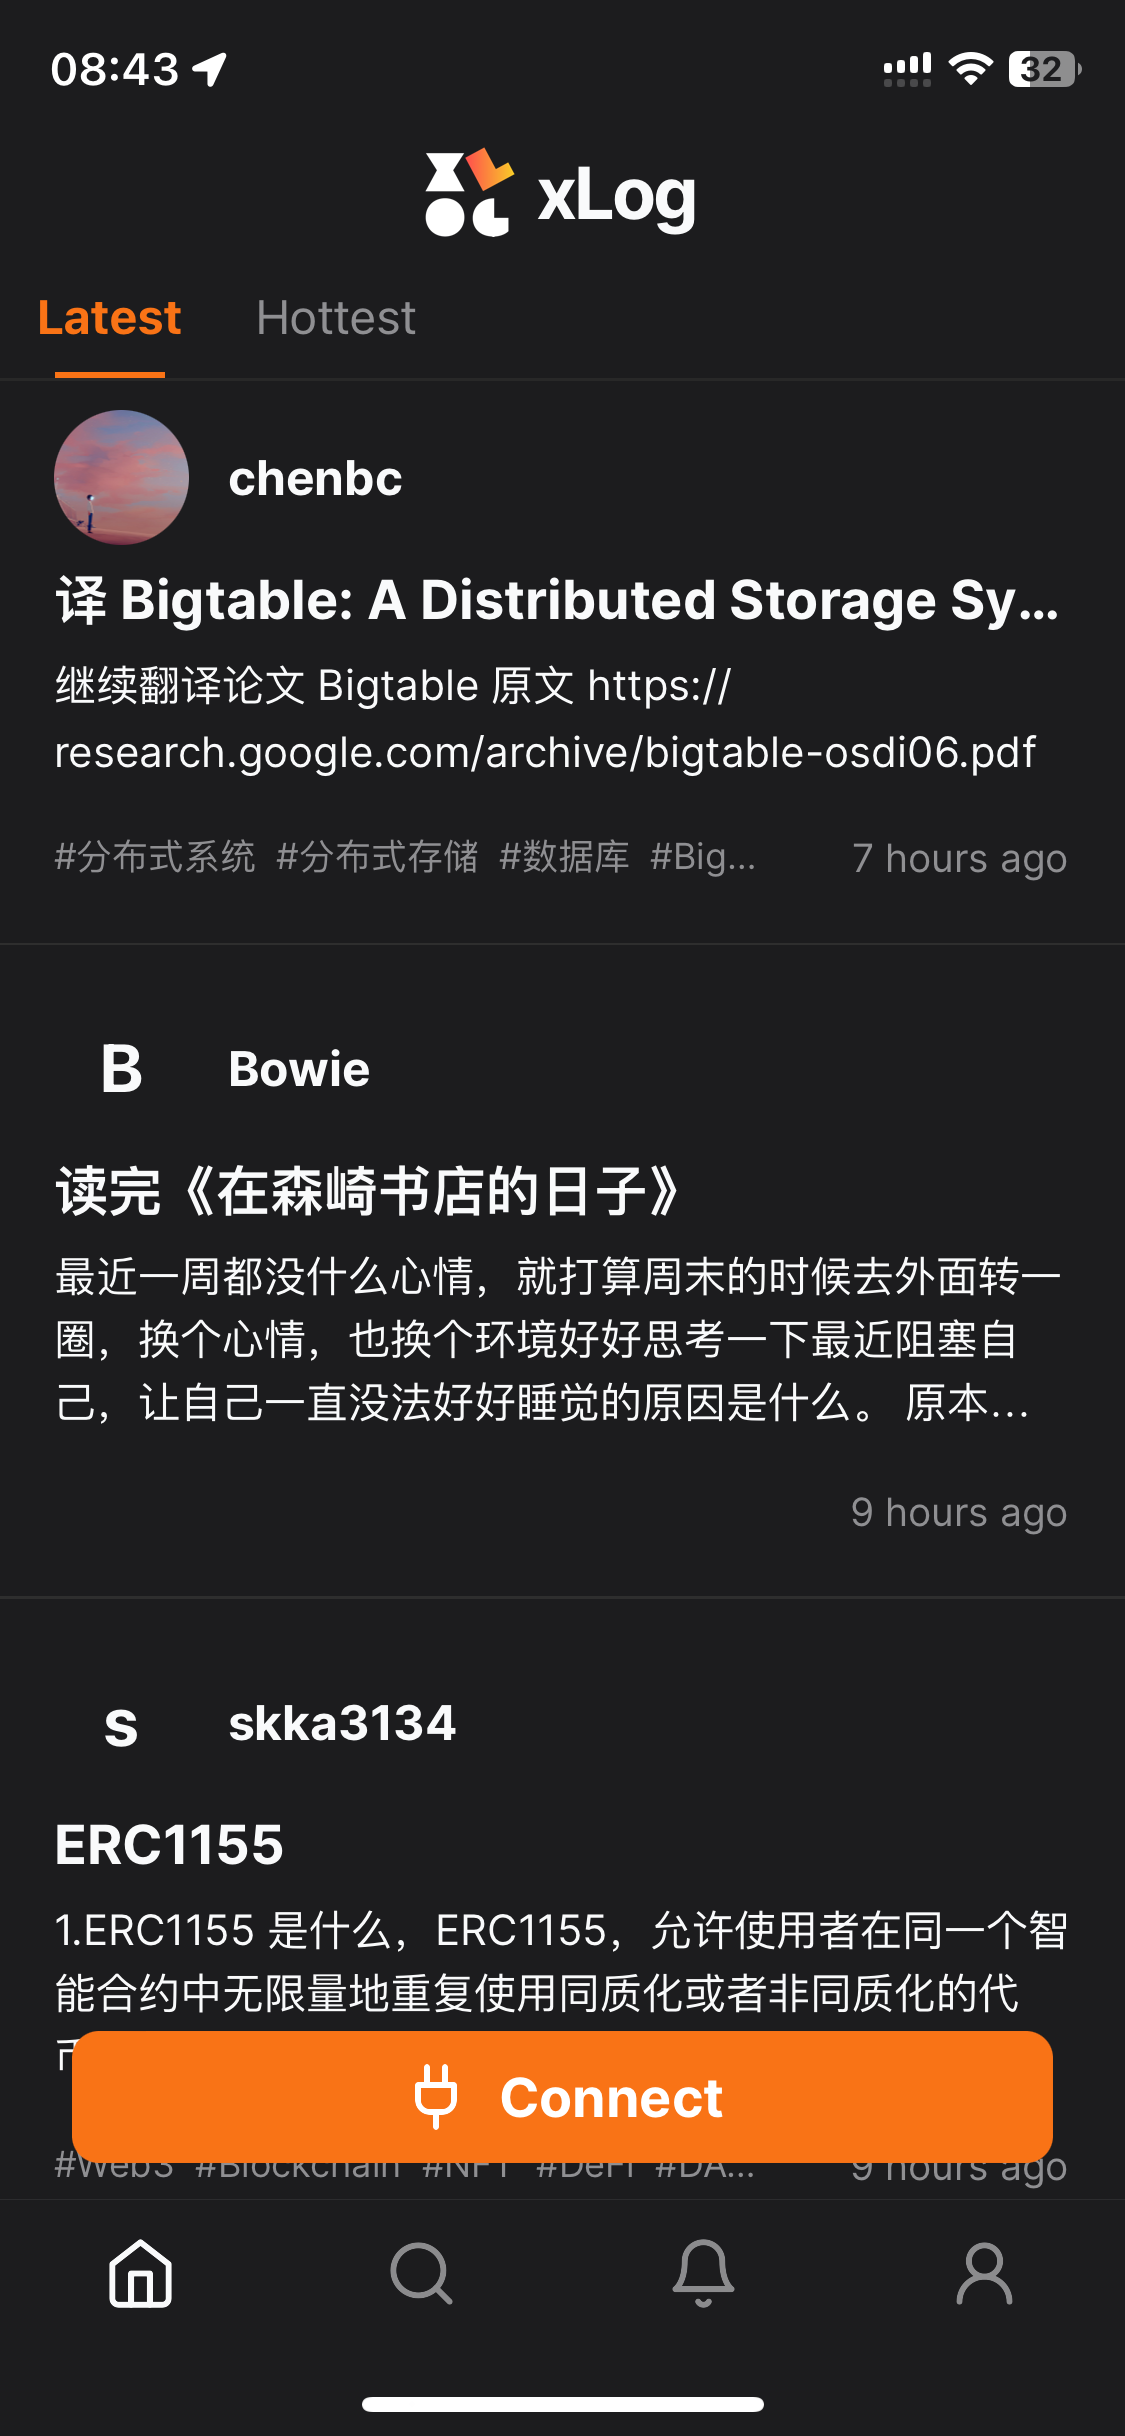 08:43
32
xLog
Latest
Hottest
chenbc
译 Bigtable: A Distributed Storage Sy...
继续翻译论文 Bigtable 原文 https://
research.google.com/archive/bigtable-osdi06.pdf
#分布式系统 #分布式存储 #数据库 #Big...
7 hours ago
B
Bowie
读完《在森崎书店的日子》
最近一周都没什么心情，就打算周末的时候去外面转一
圈，换个心情，也换个环境好好思考一下最近阻塞自
己，让自己一直没法好好睡觉的原因是什么。 原本...
9 hours ago
s
skka3134
ERC1155
1.ERC1155 是什么，ERC1155，允许使用者在同一个智
能合约中无限量地重复使用同质化或者非同质化的代
Connect
#Web3 #Blockchain #NFT #DeFi #DA...
9 hours ago